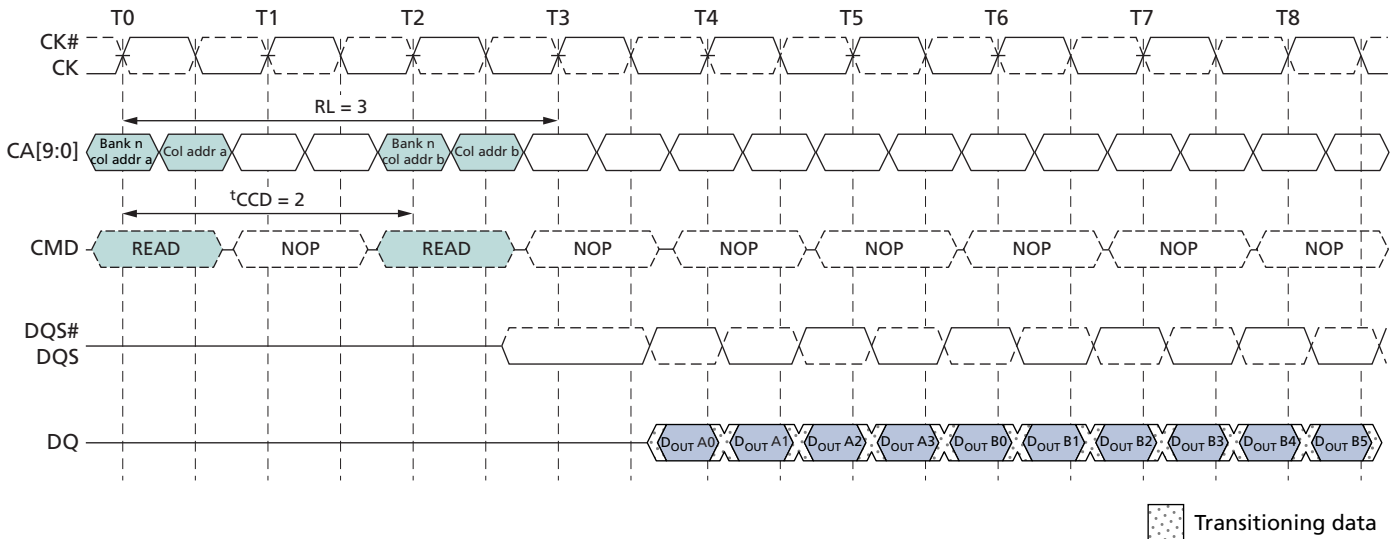 T0 T1 T2 T3 T4 T5 T6 T7 T8
CK#
CK
RL = 3
CA[9:0]
Bank n
col addr a
Col addr a
Bank n
col addr b
Col addr b
tCCD = 2
CMD READ NOP READ NOP NOP NOP NOP NOP NOP
DQS#
DQS
DQ DOUT A0 DOUT A1 DOUT A2 DOUT A3 DOUT B0 DOUT B1 DOUT B2 DOUT B3 DOUT B4 DOUT B5
Transitioning data